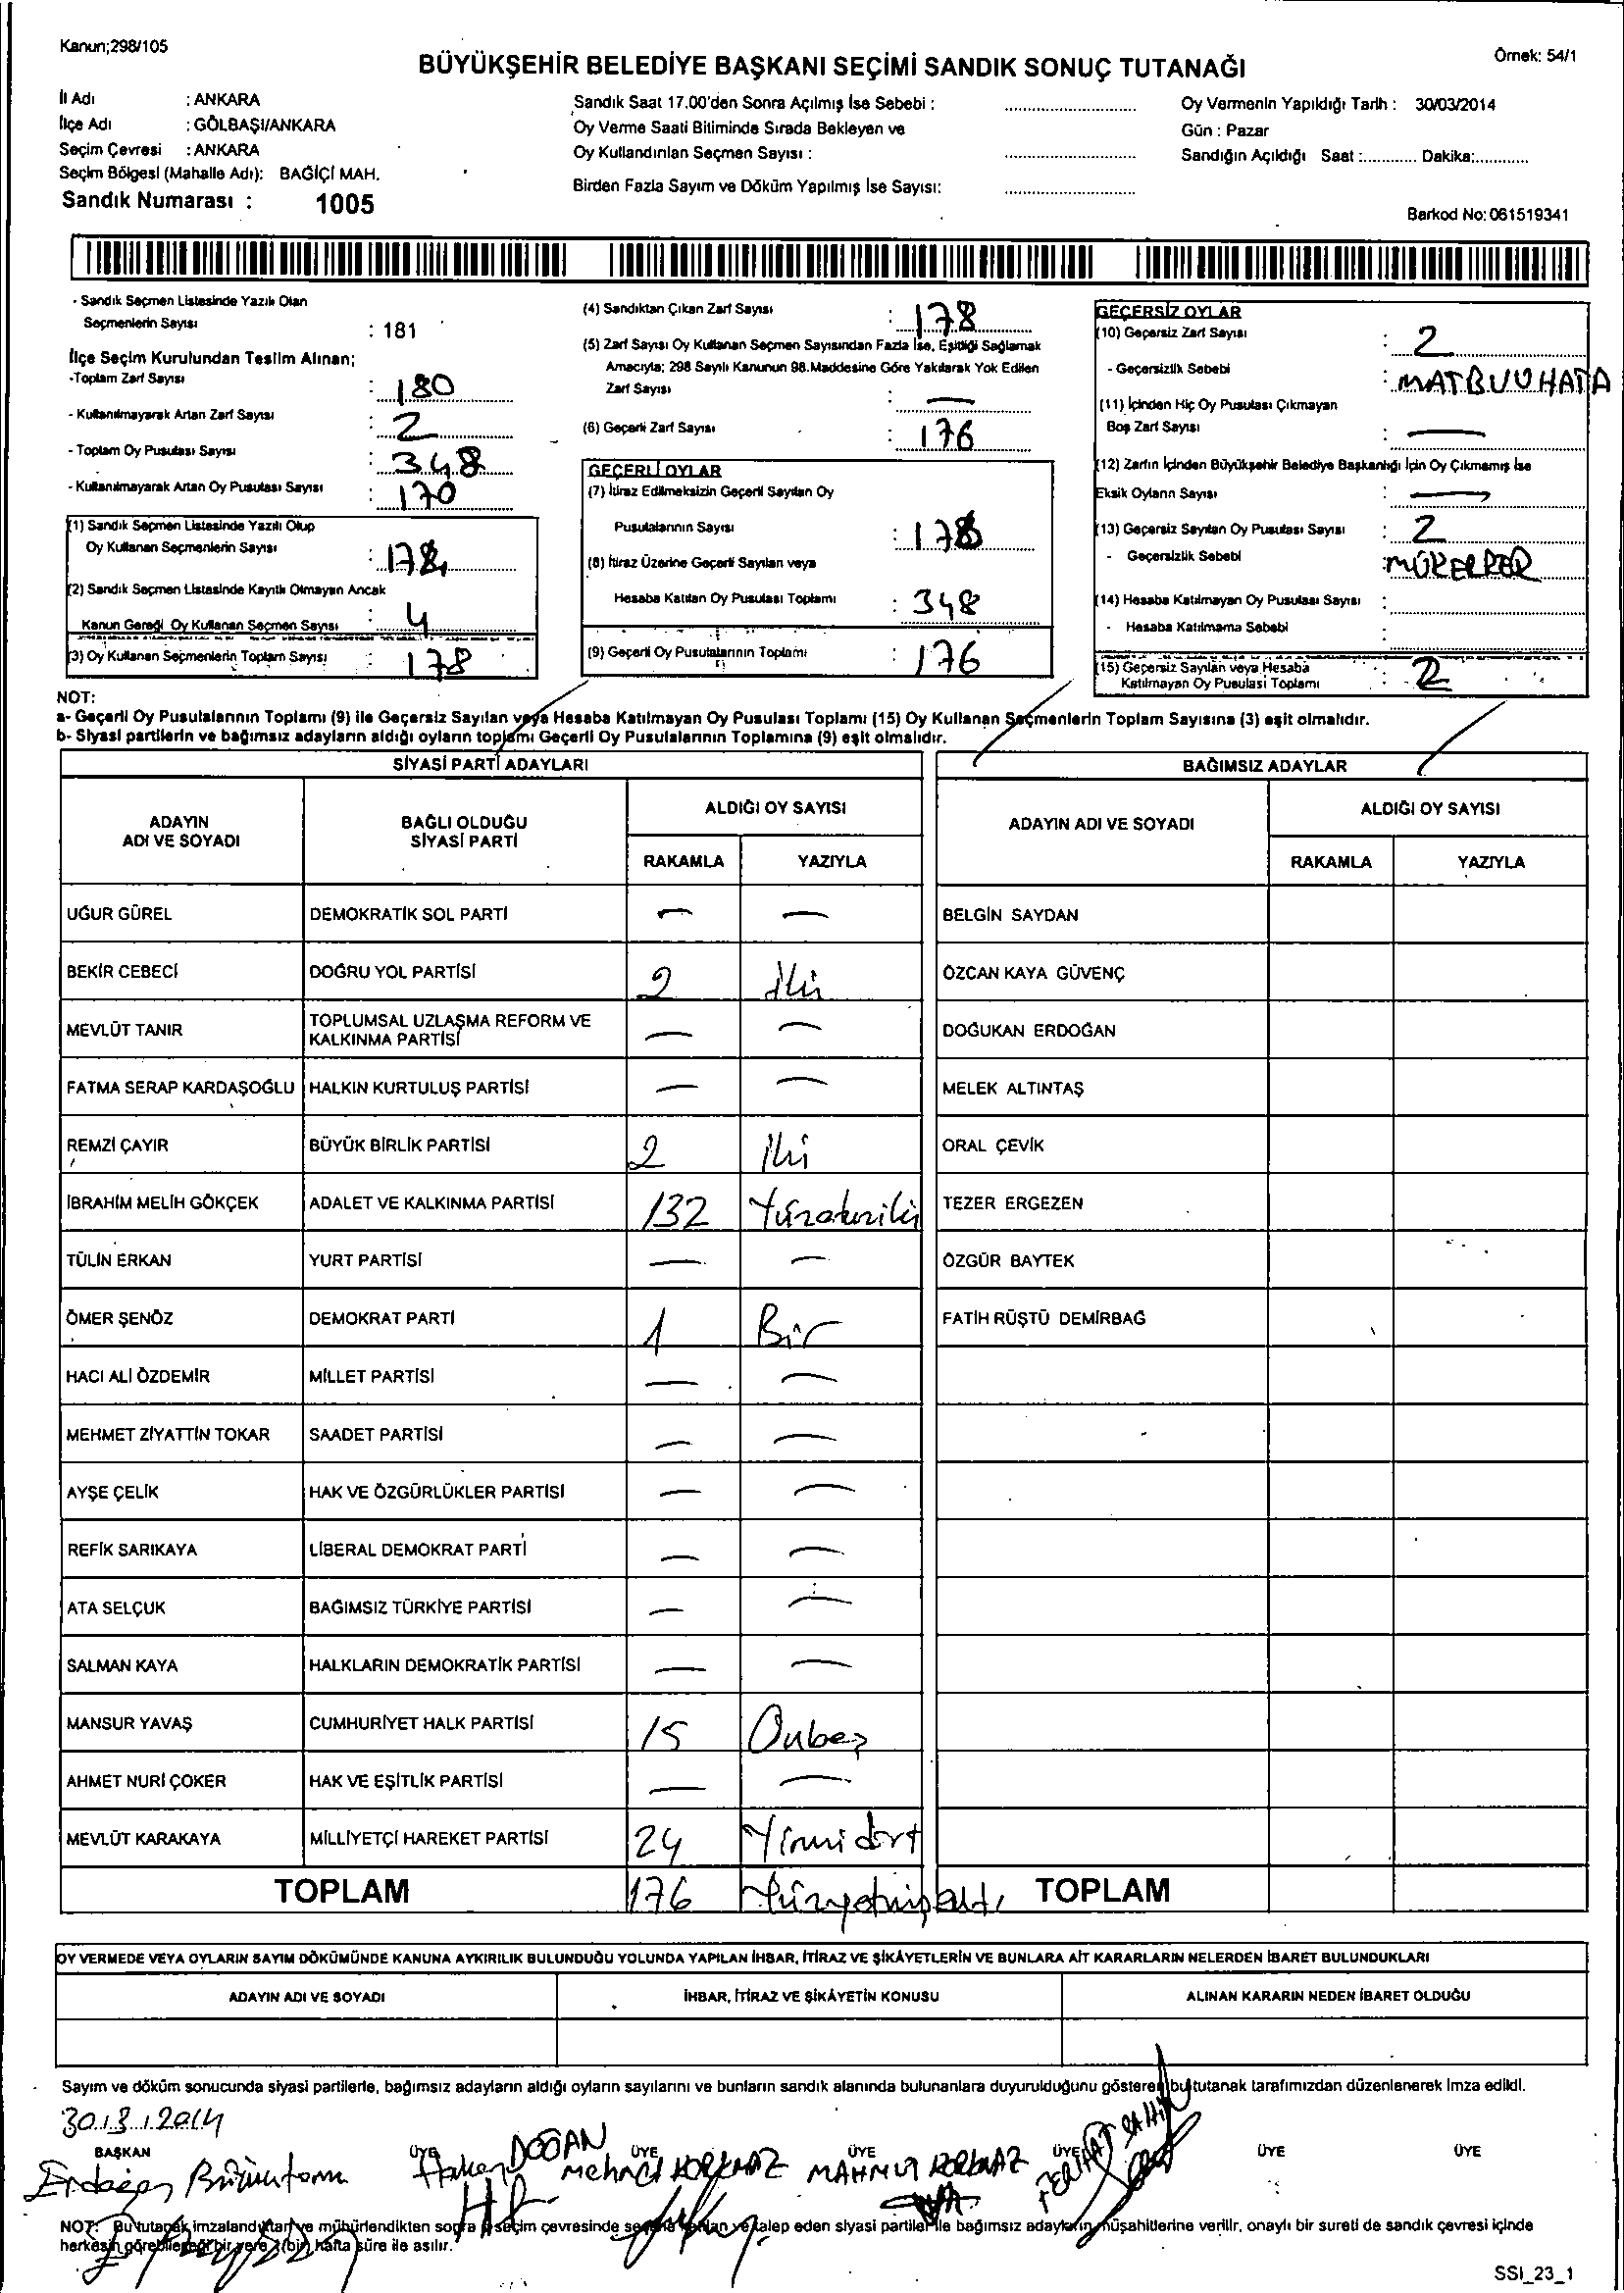 Kanun;298/105
Örnek: 54/1
BÜYÜKŞEHİR BELEDİYE BAŞKANI SEÇİMİ SANDIK SONUÇ TUTANAĞI
İl Adı : ANKARA
İlçe Adı : GÖLBAŞI/ANKARA
Seçim Çevresi : ANKARA
Seçim Bölgesi (Mahalle Adı): BAĞİÇİ MAH.
Sandık Numarası : 1005
Sandık Saat 17.00'den Sonra Açılmış İse Sebebi :
Oy Verme Saati Bitiminde Sırada Bekleyen ve
Oy Kullandırılan Seçmen Sayısı :
Birden Fazla Sayım ve Döküm Yapılmış İse Sayısı:
Oy Vermenin Yapıldığı Tarih : 30/03/2014
Gün : Pazar
Sandığın Açıldığı Saat :............ Dakika:............
Barkod No: 061519341
- Sandık Seçmen Listesinde Yazılı Olan
Seçmenlerin Sayısı : 181
İlçe Seçim Kurulundan Teslim Alınan;
-Toplam Zarf Sayısı : 180
- Kullanılmayarak Artan Zarf Sayısı : 2
- Toplam Oy Pusulası Sayısı : 348
- Kullanılmayarak Artan Oy Pusulası Sayısı : 170
(1) Sandık Seçmen Listesinde Yazılı Olup
Oy Kullanan Seçmenlerin Sayısı :
(2) Sandık Seçmen Listesinde Kayıtlı Olmayan Ancak
Kanun Gereği Oy Kullanan Seçmen Sayısı : 4
(3) Oy Kullanan Seçmenlerin Toplam Sayısı : 178
(4) Sandıktan Çıkan Zarf Sayısı : 178
(5) Zarf Sayısı Oy Kullanan Seçmen Sayısından Fazla İse, Eşitliği Sağlamak
Amacıyla; 298 Sayılı Kanunun 98.Maddesine Göre Yakılarak Yok Edilen
Zarf Sayısı : —
(6) Geçerli Zarf Sayısı : 176
GEÇERLİ OYLAR
(7) İtiraz Edilmeksizin Geçerli Sayılan Oy
Pusulalarının Sayısı :
(8) İtiraz Üzerine Geçerli Sayılan veya
Hesaba Katılan Oy Pusulası Toplamı : 348
(9) Geçerli Oy Pusulalarının Toplamı : 176
GEÇERSİZ OYLAR
(10) Geçersiz Zarf Sayısı : 2
- Geçersizlik Sebebi : MATBUU HATA
(11) İçinden Hiç Oy Pusulası Çıkmayan
Boş Zarf Sayısı : —
(12) Zarfın İçinden Büyükşehir Belediye Başkanlığı İçin Oy Çıkmamış İse
Eksik Oyların Sayısı : —
(13) Geçersiz Sayılan Oy Pusulası Sayısı : 2
- Geçersizlik Sebebi : MÜKERRER
(14) Hesaba Katılmayan Oy Pusulası Sayısı :
- Hesaba Katılmama Sebebi :
(15) Geçersiz Sayılan veya Hesaba
Katılmayan Oy Pusulası Toplamı : 2
NOT:
a- Geçerli Oy Pusulalarının Toplamı (9) ile Geçersiz Sayılan veya Hesaba Katılmayan Oy Pusulası Toplamı (15) Oy Kullanan Seçmenlerin Toplam Sayısına (3) eşit olmalıdır.
b- Siyasi partilerin ve bağımsız adayların aldığı oyların toplamı Geçerli Oy Pusulalarının Toplamına (9) eşit olmalıdır.
SİYASİ PARTİ ADAYLARI
BAĞIMSIZ ADAYLAR
ADAYIN ADI VE SOYADI
BAĞLI OLDUĞU SİYASİ PARTİ
ALDIĞI OY SAYISI
RAKAMLA YAZIYLA
ADAYIN ADI VE SOYADI
ALDIĞI OY SAYISI
RAKAMLA YAZIYLA
UĞUR GÜREL DEMOKRATİK SOL PARTİ — — BELGİN SAYDAN
BEKİR CEBECİ DOĞRU YOL PARTİSİ 2 iki ÖZCAN KAYA GÜVENÇ
MEVLÜT TANIR TOPLUMSAL UZLAŞMA REFORM VE KALKINMA PARTİSİ — — DOĞUKAN ERDOĞAN
FATMA SERAP KARDAŞOĞLU HALKIN KURTULUŞ PARTİSİ — — MELEK ALTINTAŞ
REMZİ ÇAYIR BÜYÜK BİRLİK PARTİSİ 2 iki ORAL ÇEVİK
İBRAHİM MELİH GÖKÇEK ADALET VE KALKINMA PARTİSİ 132 Yüzotuziki TEZER ERGEZEN
TÜLİN ERKAN YURT PARTİSİ — — ÖZGÜR BAYTEK
ÖMER ŞENÖZ DEMOKRAT PARTİ 1 Bir FATİH RÜŞTÜ DEMİRBAĞ
HACI ALİ ÖZDEMİR MİLLET PARTİSİ — —
MEHMET ZİYATTİN TOKAR SAADET PARTİSİ — —
AYŞE ÇELİK HAK VE ÖZGÜRLÜKLER PARTİSİ — —
REFİK SARIKAYA LİBERAL DEMOKRAT PARTİ — —
ATA SELÇUK BAĞIMSIZ TÜRKİYE PARTİSİ — —
SALMAN KAYA HALKLARIN DEMOKRATİK PARTİSİ — —
MANSUR YAVAŞ CUMHURİYET HALK PARTİSİ 15 Onbeş
AHMET NURİ ÇOKER HAK VE EŞİTLİK PARTİSİ — —
MEVLÜT KARAKAYA MİLLİYETÇİ HAREKET PARTİSİ 24 Yirmi dört
TOPLAM 176 Yüzyetmişaltı TOPLAM
OY VERMEDE VEYA OYLARIN SAYIM DÖKÜMÜNDE KANUNA AYKIRILIK BULUNDUĞU YOLUNDA YAPILAN İHBAR, İTİRAZ VE ŞİKÂYETLERİN VE BUNLARA AİT KARARLARIN NELERDEN İBARET BULUNDUKLARI
ADAYIN ADI VE SOYADI İHBAR, İTİRAZ VE ŞİKÂYETİN KONUSU ALINAN KARARIN NEDEN İBARET OLDUĞU
Sayım ve döküm sonucunda siyasi partilerle, bağımsız adayların aldığı oyların sayılarını ve bunların sandık alanında bulunanlara duyurulduğunu gösteren bu tutanak tarafımızdan düzenlenerek imza edildi.
30.3.2014
BAŞKAN ÜYE ÜYE ÜYE ÜYE ÜYE ÜYE
Hakan DOĞAN Mehmet KORKMAZ MAHMUT KORKMAZ FERHAT ŞAHİN
NOT: Bu tutanak imzalandıktan ve mühürlendikten sonra seçim çevresinde seçime katılan ve talep eden siyasi partiler ile bağımsız adayların müşahitlerine verilir, onaylı bir sureti de sandık çevresi içinde
herkesin görebileceği bir yere 1(bir) hafta süre ile asılır.
SSI_23_1